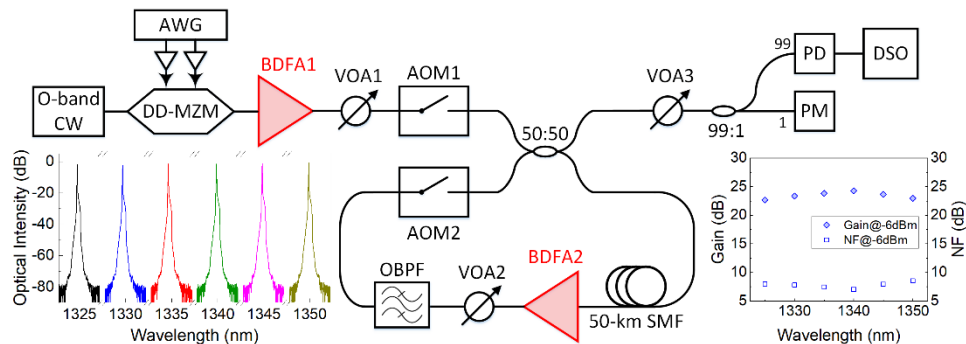 AWG
O-band
CW
DD-MZM
BDFA1
VOA1
AOM1
50:50
VOA3
99
99:1
1
PD
DSO
PM
AOM2
OBPF
VOA2
BDFA2
50-km SMF
Optical Intensity (dB)
0
-20
-40
-60
-80
1325 1330 1335 1340 1345 1350
Wavelength (nm)
Gain (dB)
30
25
20
15
10
5
Gain@-6dBm
NF@-6dBm
30
25
20
15
10
5
NF (dB)
1330 1340 1350
Wavelength (nm)